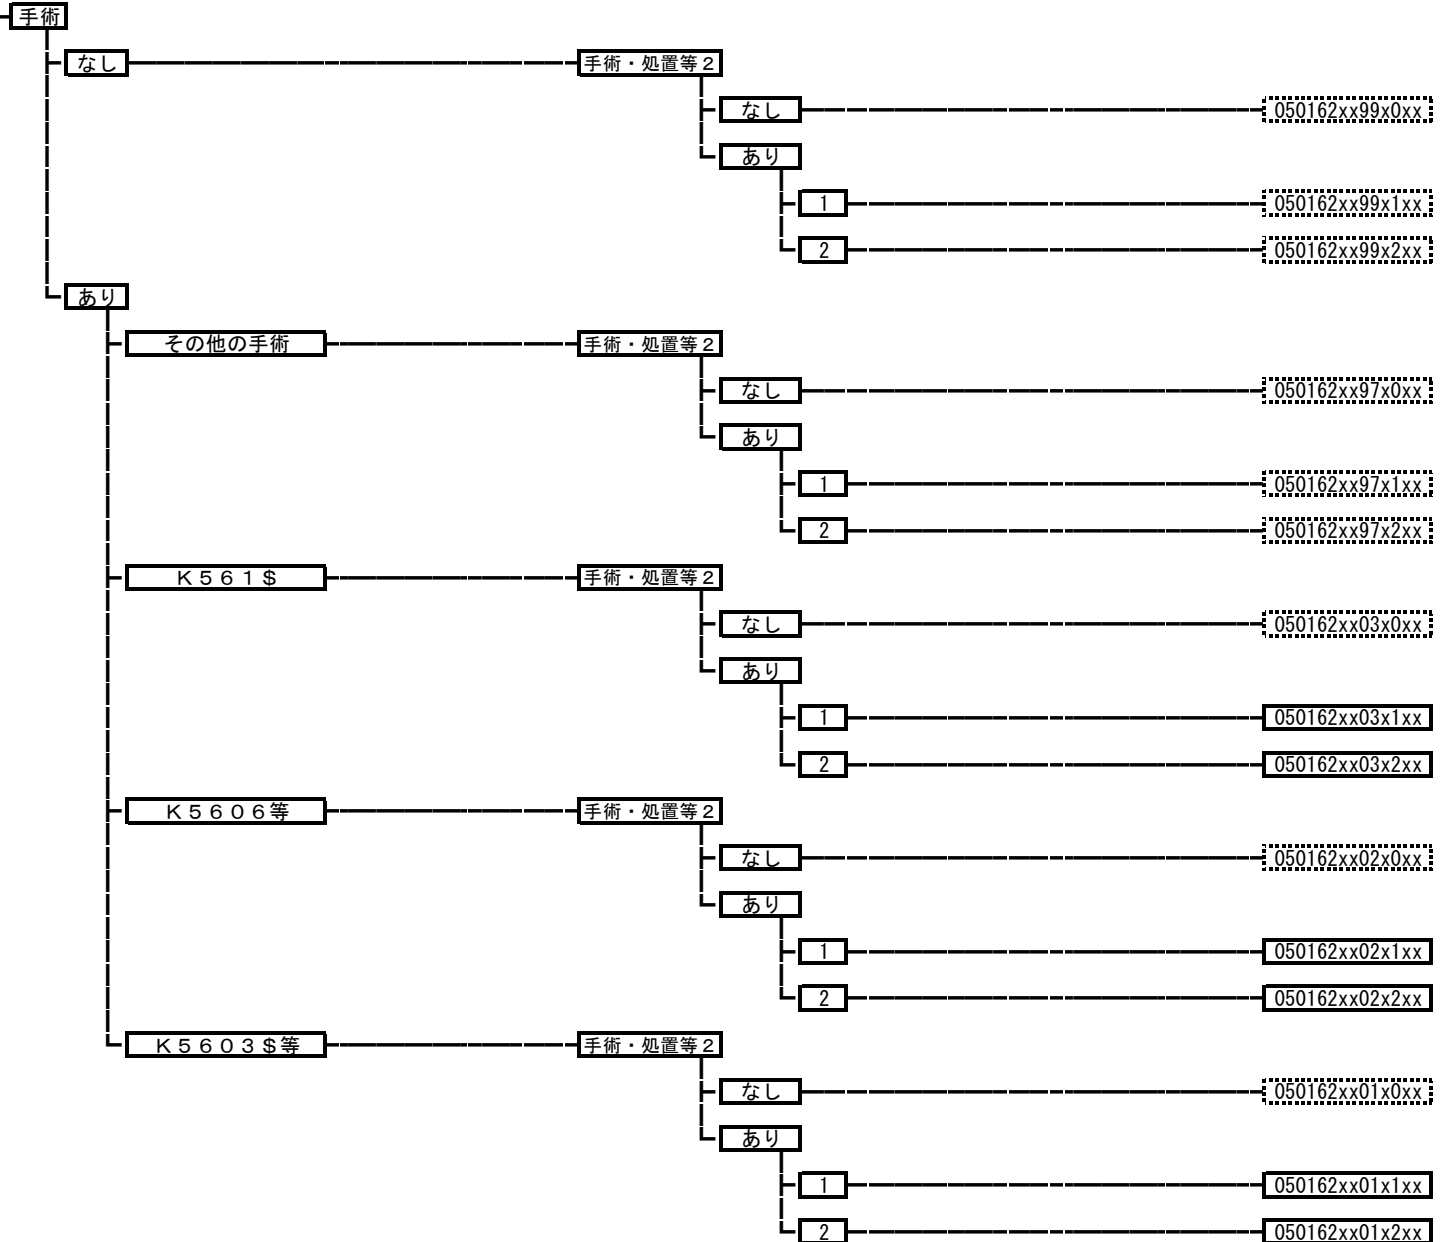 手術
なし 手術・処置等２
なし 050162xx99x0xx
あり
1 050162xx99x1xx
2 050162xx99x2xx
あり
その他の手術 手術・処置等２
なし 050162xx97x0xx
あり
1 050162xx97x1xx
2 050162xx97x2xx
Ｋ５６１＄ 手術・処置等２
なし 050162xx03x0xx
あり
1 050162xx03x1xx
2 050162xx03x2xx
Ｋ５６０６等 手術・処置等２
なし 050162xx02x0xx
あり
1 050162xx02x1xx
2 050162xx02x2xx
Ｋ５６０３＄等 手術・処置等２
なし 050162xx01x0xx
あり
1 050162xx01x1xx
2 050162xx01x2xx